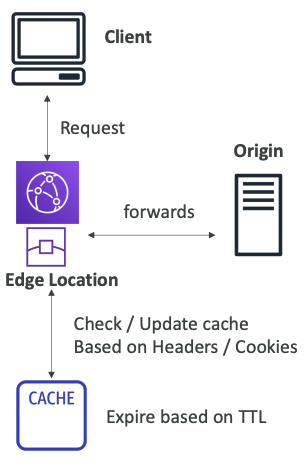 Client
Request
Origin
forwards
Edge Location
Check / Update cache
Based on Headers / Cookies
CACHE
Expire based on TTL